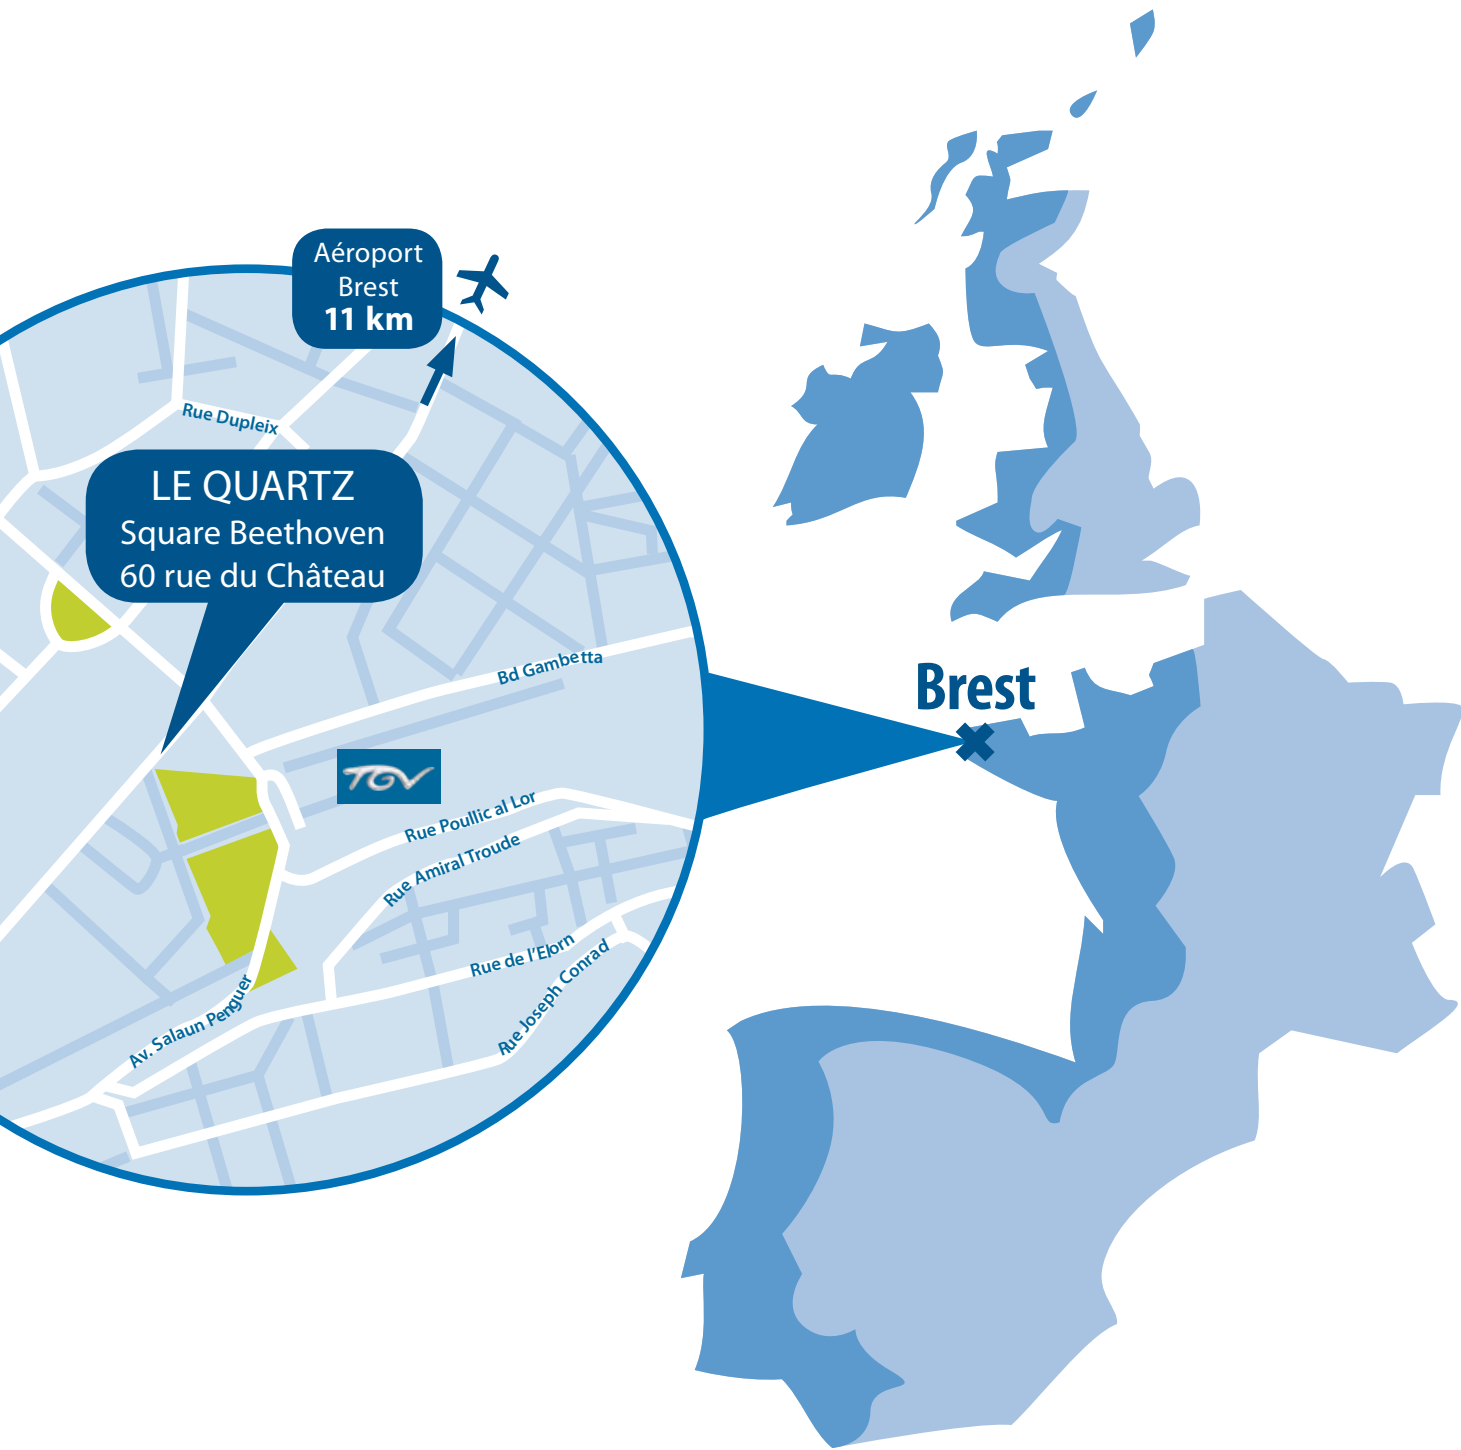 Aéroport
Brest
11 km
Rue Dupleix
LE QUARTZ
Square Beethoven
60 rue du Château
Bd Gambetta
Brest
TGV
Rue Poullic al Lor
Rue Amiral Troude
Rue de l'Elorn
Rue Joseph Conrad
Av. Salaun Penguer